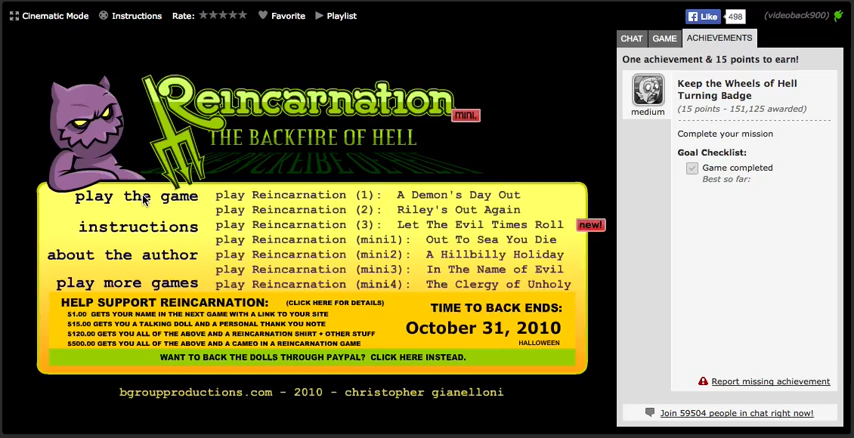 Cinematic Mode Instructions Rate: Favorite Playlist
Like 498 (videoback900)
CHAT GAME ACHIEVEMENTS
One achievement & 15 points to earn!
Keep the Wheels of Hell
Turning Badge
(15 points - 151,125 awarded)
medium
Complete your mission
Goal Checklist:
Game completed
Best so far:
Report missing achievement
Join 59504 people in chat right now!
Reincarnation
mini.
THE BACKFIRE OF HELL
play the game
instructions
about the author
play more games
play Reincarnation (1): A Demon's Day Out
play Reincarnation (2): Riley's Out Again
play Reincarnation (3): Let The Evil Times Roll
new!
play Reincarnation (mini1): Out To Sea You Die
play Reincarnation (mini2): A Hillbilly Holiday
play Reincarnation (mini3): In The Name of Evil
play Reincarnation (mini4): The Clergy of Unholy
HELP SUPPORT REINCARNATION: (CLICK HERE FOR DETAILS)
$1.00 GETS YOUR NAME IN THE NEXT GAME WITH A LINK TO YOUR SITE
$15.00 GETS YOU A TALKING DOLL AND A PERSONAL THANK YOU NOTE
$120.00 GETS YOU ALL OF THE ABOVE AND A REINCARNATION SHIRT + OTHER STUFF
$500.00 GETS YOU ALL OF THE ABOVE AND A CAMEO IN A REINCARNATION GAME
TIME TO BACK ENDS:
October 31, 2010
HALLOWEEN
WANT TO BACK THE DOLLS THROUGH PAYPAL? CLICK HERE INSTEAD.
bgroupproductions.com - 2010 - christopher gianelloni